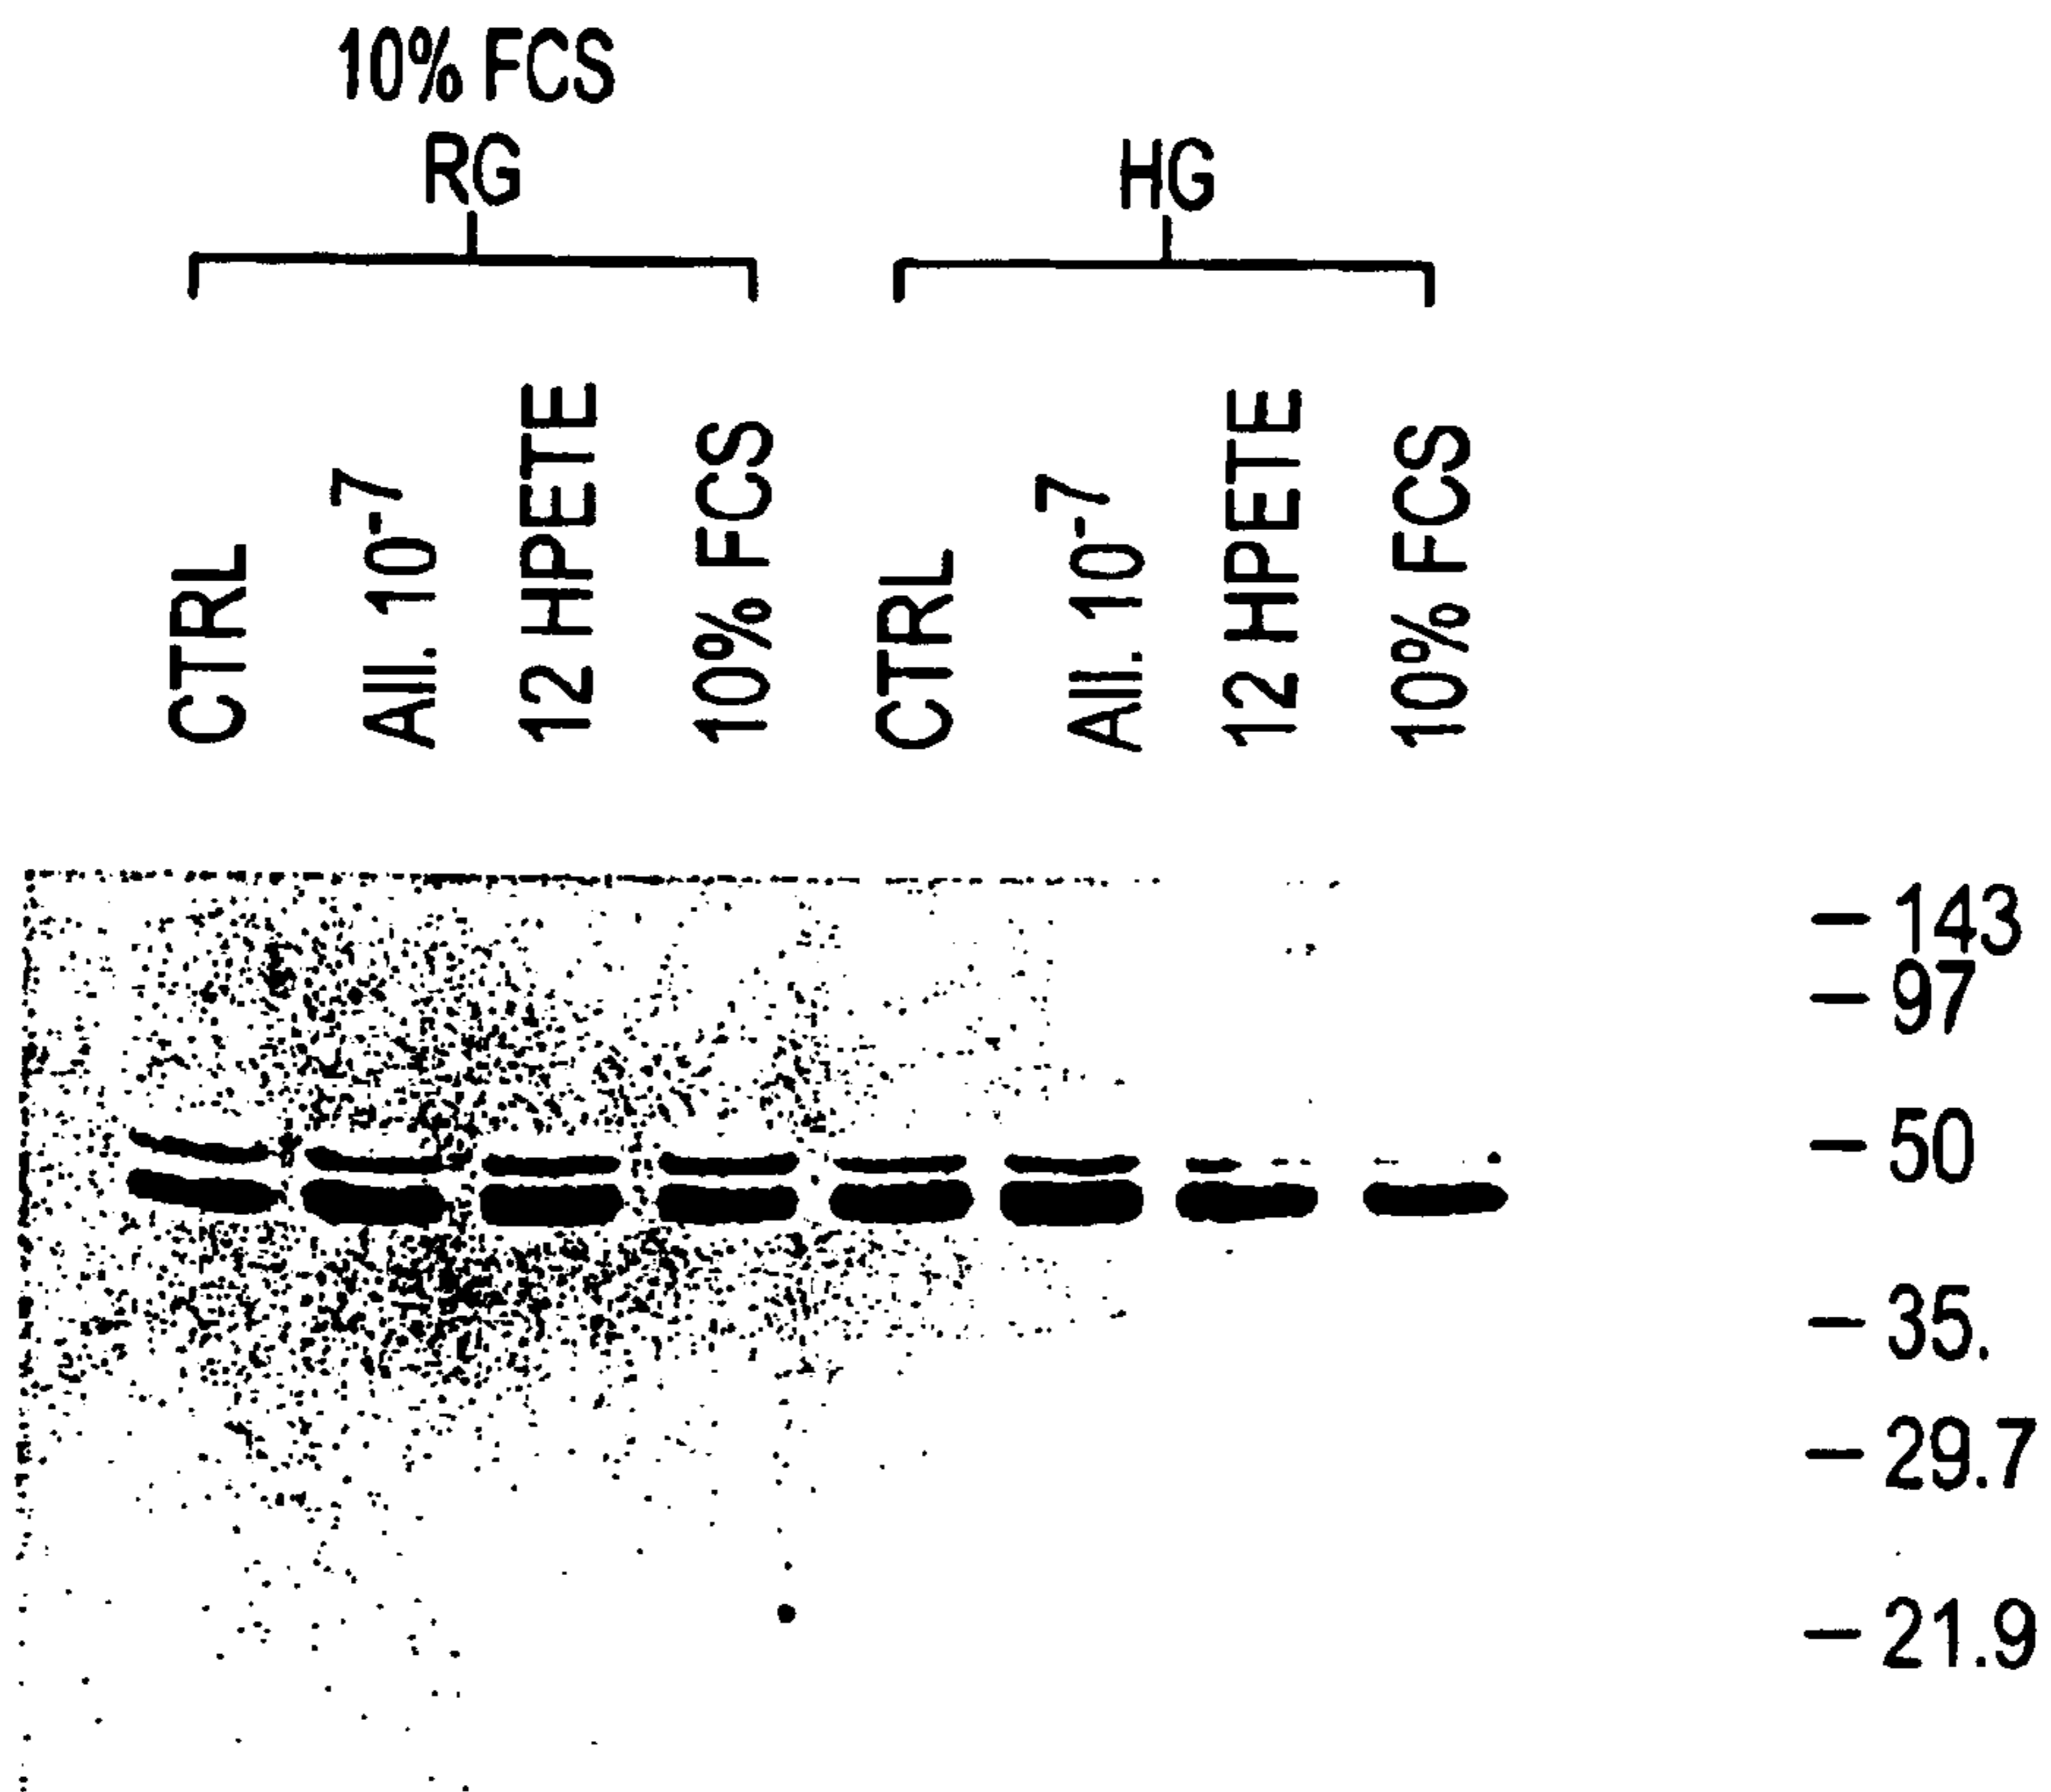 10% FCS
RG
HG
CTRL
All. 10-7
12 HPETE
10% FCS
CTRL
All. 10-7
12 HPETE
10% FCS
– 143
– 97
– 50
– 35.
– 29.7
– 21.9